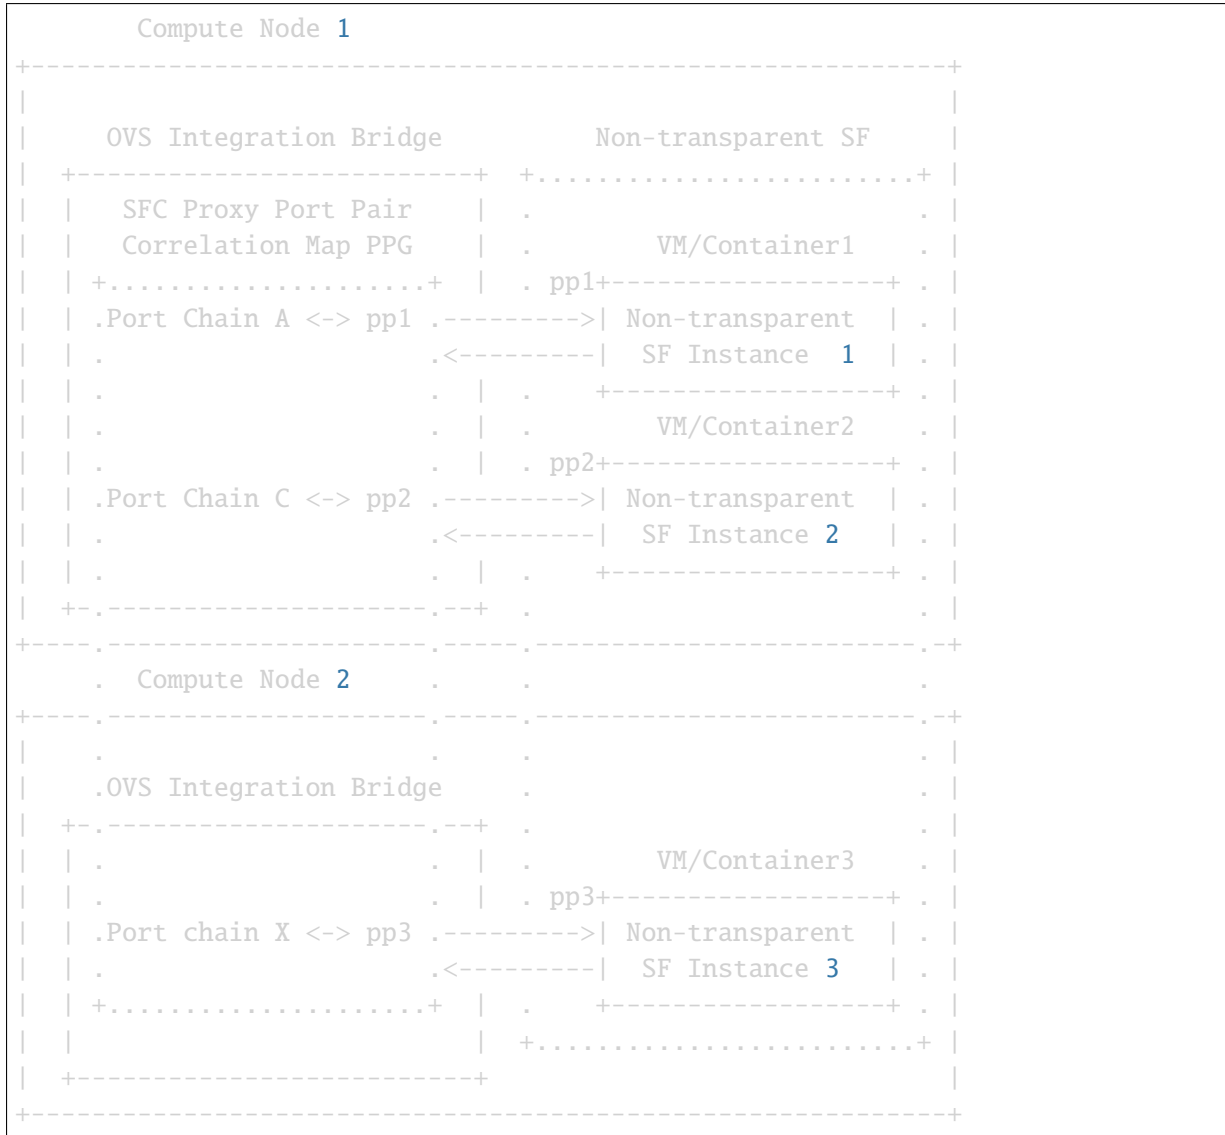 Compute Node 1
+-------------------------------------------------------------+
|                                                             |
|     OVS Integration Bridge          Non-transparent SF      |
|  +--------------------------+  +.........................+ |
|  |   SFC Proxy Port Pair    |  .                          . |
|  |   Correlation Map PPG    |  .        VM/Container1     . |
|  | +.....................+  |  . pp1+------------------+ . |
|  | .Port Chain A <-> pp1 .--------->| Non-transparent  | . |
|  | .                     .<---------|  SF Instance  1  | . |
|  | .                     .  |  .    +------------------+ . |
|  | .                     .  |  .        VM/Container2     . |
|  | .                     .  |  . pp2+------------------+ . |
|  | .Port Chain C <-> pp2 .--------->| Non-transparent  | . |
|  | .                     .<---------|  SF Instance 2   | . |
|  | .                     .  |  .    +------------------+ . |
|  +-.---------------------.--+  .                          . |
+----.---------------------.-----.-------------------------.-+
     .  Compute Node 2     .     .                         .
+----.---------------------.-----.-------------------------.-+
|    .                     .     .                         . |
|    .OVS Integration Bridge     .                         . |
|  +-.---------------------.--+  .                         . |
|  | .                     .  |  .        VM/Container3    . |
|  | .                     .  |  . pp3+------------------+ . |
|  | .Port chain X <-> pp3 .--------->| Non-transparent  | . |
|  | .                     .<---------|  SF Instance 3   | . |
|  | +.....................+  |  .    +------------------+ . |
|  |                          |  +.........................+ |
|  +--------------------------+                              |
+-------------------------------------------------------------+